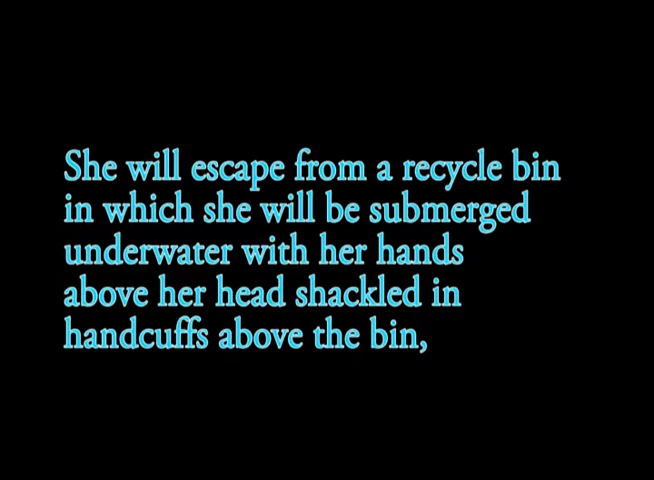 She will escape from a recycle bin
in which she will be submerged
underwater with her hands
above her head shackled in
handcuffs above the bin,